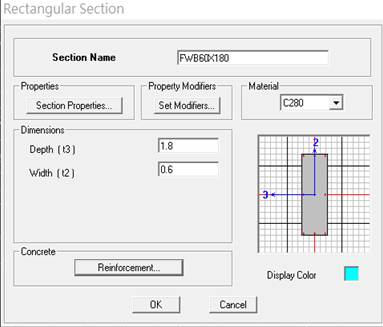 Rectangular Section
Section Name FWB60X180
Properties Property Modifiers Material
Section Properties... Set Modifiers... C280
Dimensions
Depth ( t3 ) 1.8
Width ( t2 ) 0.6
2
3
Concrete
Reinforcement...
Display Color
OK Cancel